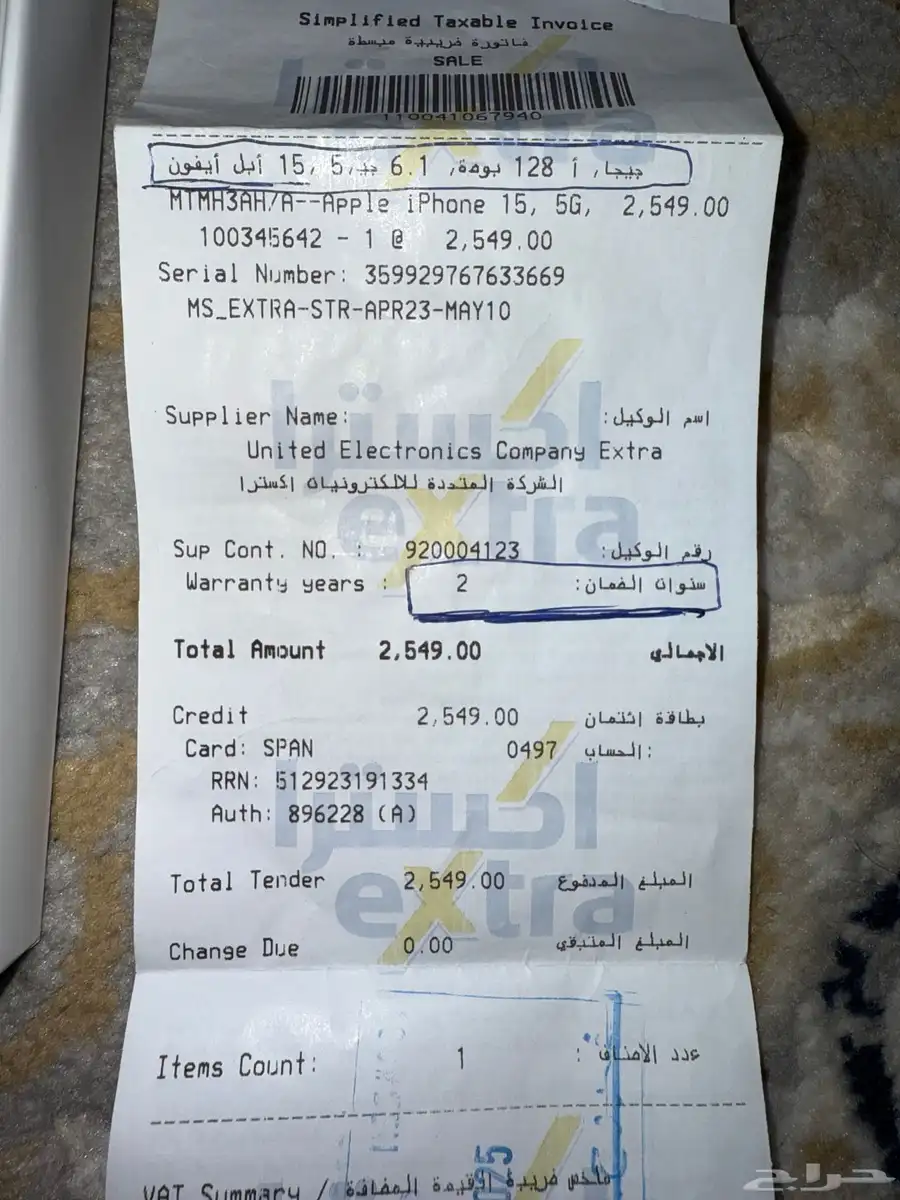 Simplified Taxable Invoice
فاتورة ضريبية مبسطة
SALE
110041067940
جيجا, أ 128 بوصة, 6.1 جي,5 ,15 أبل أيفون
MTMH3AH/A--Apple iPhone 15, 5G, 2,549.00
100345642 - 1 @ 2,549.00
Serial Number: 359929767633669
MS_EXTRA-STR-APR23-MAY10
Supplier Name: اسم الوكيل:
United Electronics Company Extra
الشركة المتحدة للالكترونيات اكسترا
Sup Cont. NO. : 920004123 رقم الوكيل:
Warranty years : 2 سنوات الضمان:
Total Amount 2,549.00 الاجمالي
Credit 2,549.00 بطاقة إئتمان
Card: SPAN 0497 الحساب:
RRN: 512923191334
Auth: 896228 (A)
Total Tender 2,549.00 المبلغ المدفوع
Change Due 0.00 المبلغ المتبقي
Items Count: 1 عدد الاصناف :
VAT Summary / ملخص ضريبة القيمة المضافة
اكسترا
extra
حراج